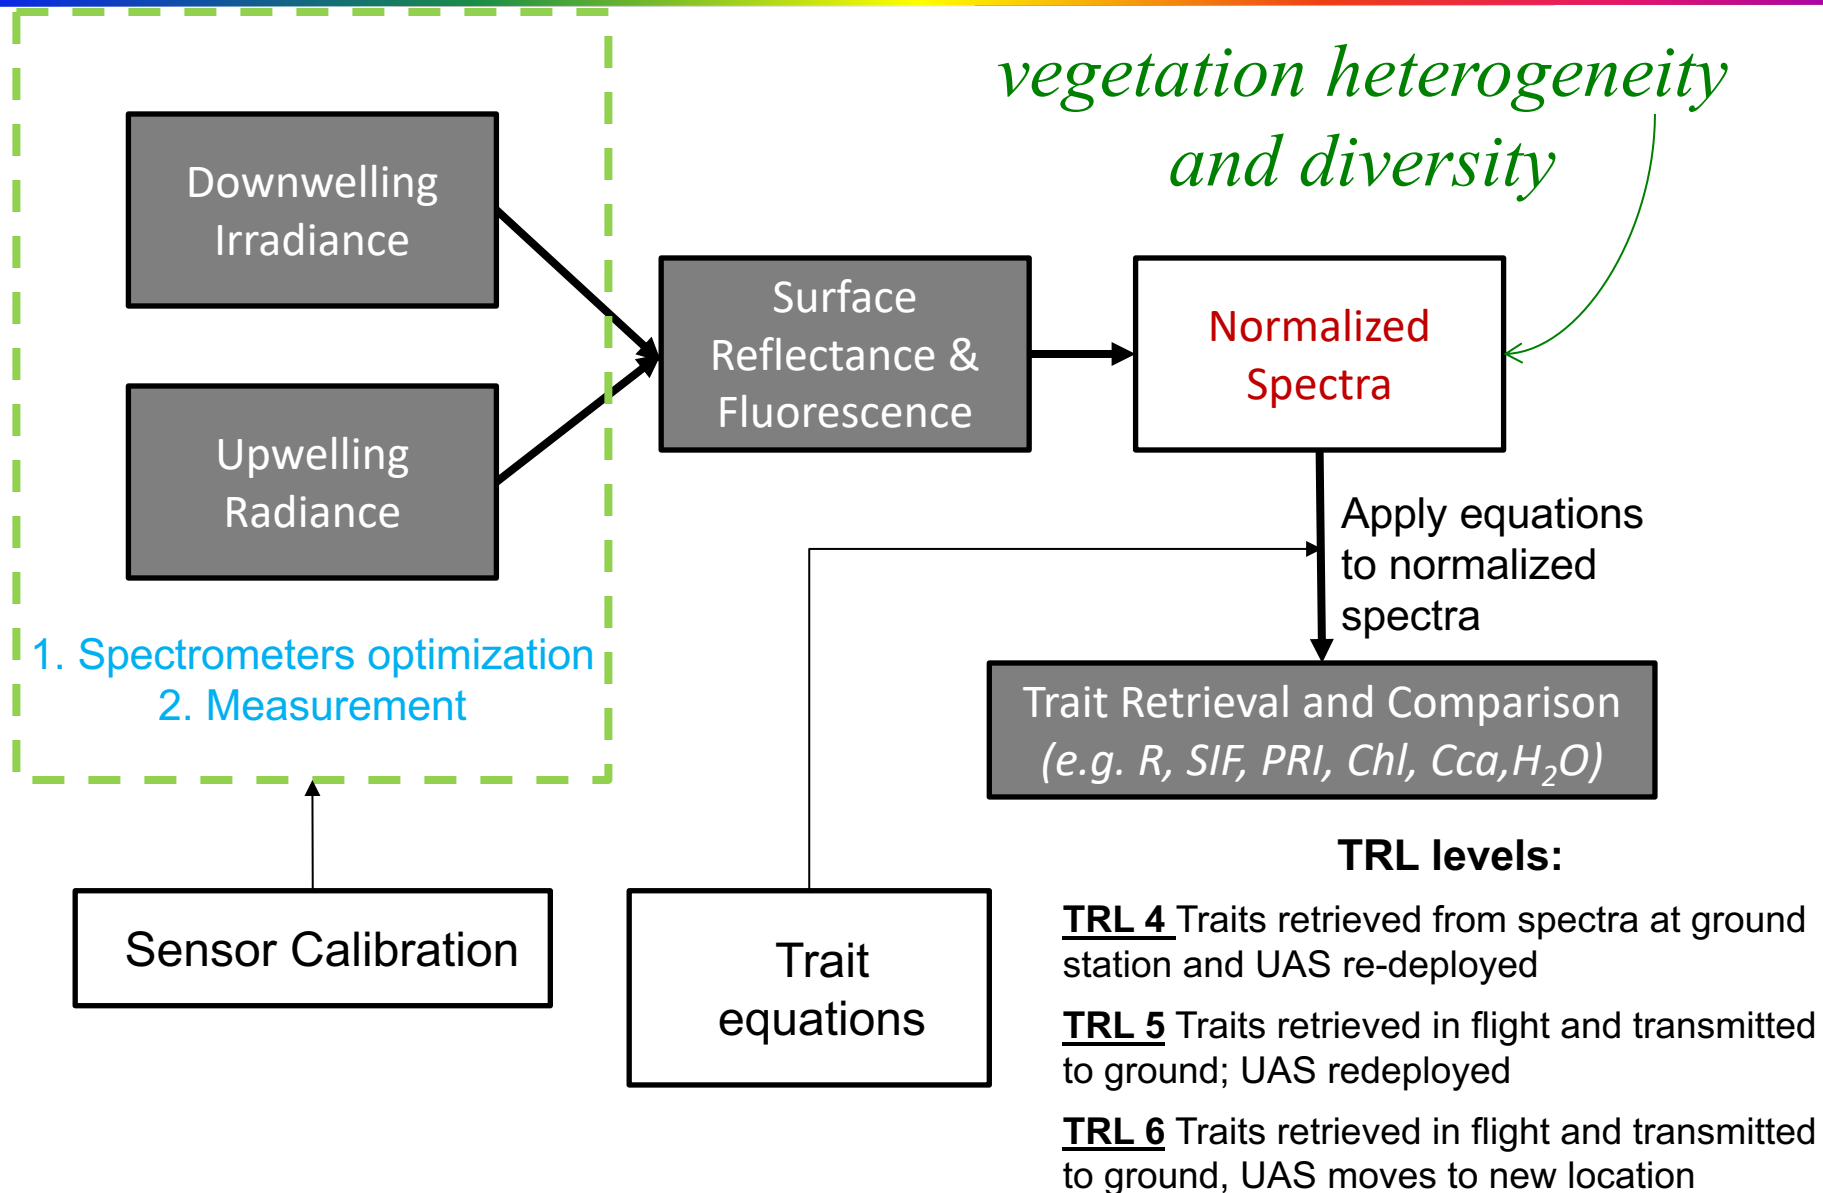 vegetation heterogeneity
and diversity
Downwelling
Irradiance
Upwelling
Radiance
1. Spectrometers optimization
2. Measurement
Surface
Reflectance &
Fluorescence
Normalized
Spectra
Apply equations
to normalized
spectra
Trait Retrieval and Comparison
(e.g. R, SIF, PRI, Chl, Cca,H₂O)
Sensor Calibration
Trait
equations
TRL levels:
TRL 4 Traits retrieved from spectra at ground
station and UAS re-deployed
TRL 5 Traits retrieved in flight and transmitted
to ground; UAS redeployed
TRL 6 Traits retrieved in flight and transmitted
to ground, UAS moves to new location